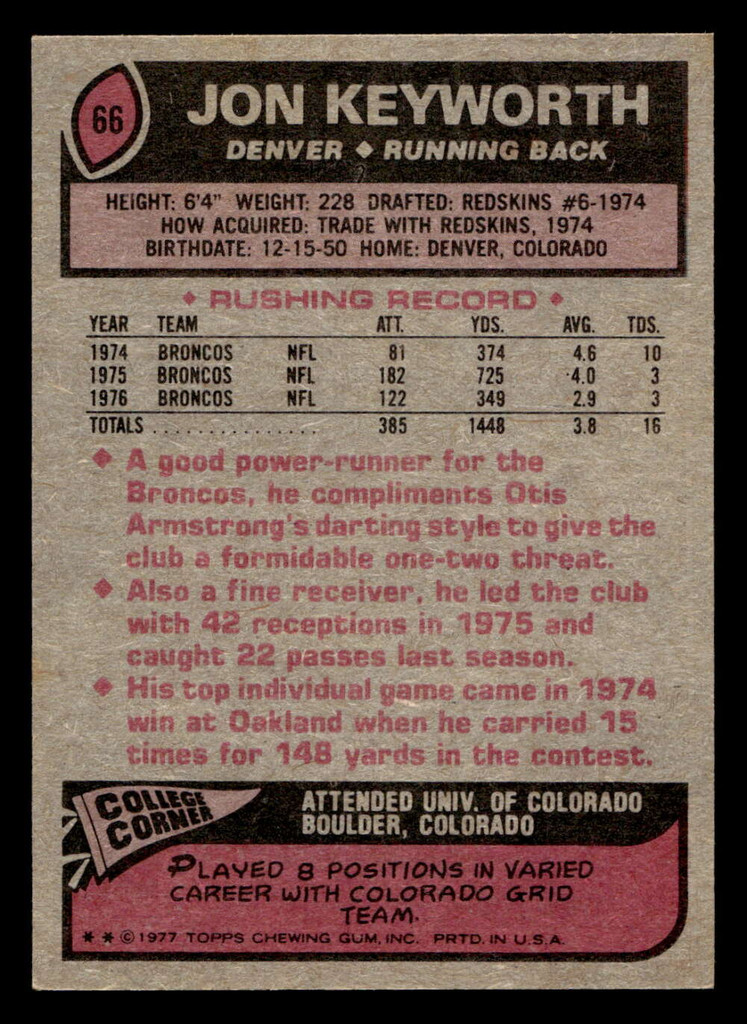 66
JON KEYWORTH
DENVER ◆ RUNNING BACK
HEIGHT: 6'4" WEIGHT: 228 DRAFTED: REDSKINS #6-1974
HOW ACQUIRED: TRADE WITH REDSKINS, 1974
BIRTHDATE: 12-15-50 HOME: DENVER, COLORADO
◆ RUSHING RECORD ◆
YEAR TEAM ATT. YDS. AVG. TDS.
1974 BRONCOS NFL 81 374 4.6 10
1975 BRONCOS NFL 182 725 4.0 3
1976 BRONCOS NFL 122 349 2.9 3
TOTALS ............... 385 1448 3.8 16
◆ A good power-runner for the
Broncos, he compliments Otis
Armstrong's darting style to give the
club a formidable one-two threat.
◆ Also a fine receiver, he led the club
with 42 receptions in 1975 and
caught 22 passes last season.
◆ His top individual game came in 1974
win at Oakland when he carried 15
times for 148 yards in the contest.
COLLEGE
CORNER
ATTENDED UNIV. OF COLORADO
BOULDER, COLORADO
PLAYED 8 POSITIONS IN VARIED
CAREER WITH COLORADO GRID
TEAM.
* * © 1977 TOPPS CHEWING GUM, INC. PRTD. IN U.S.A.